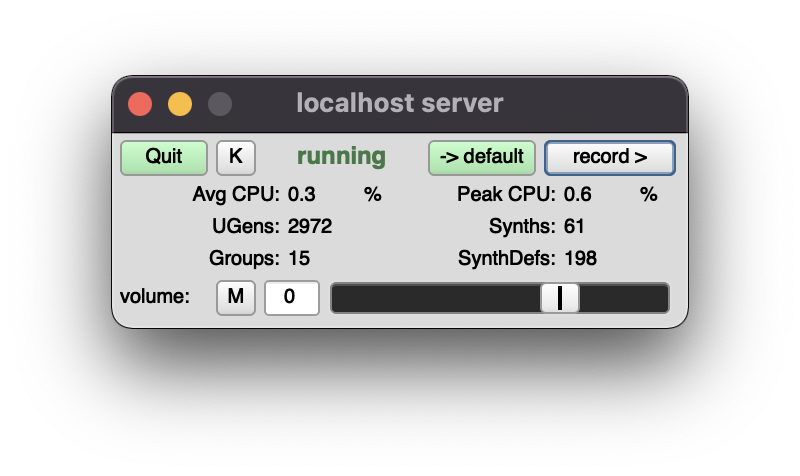 localhost server
Quit K running -> default record >
Avg CPU: 0.3 % Peak CPU: 0.6 %
UGens: 2972 Synths: 61
Groups: 15 SynthDefs: 198
volume: M 0